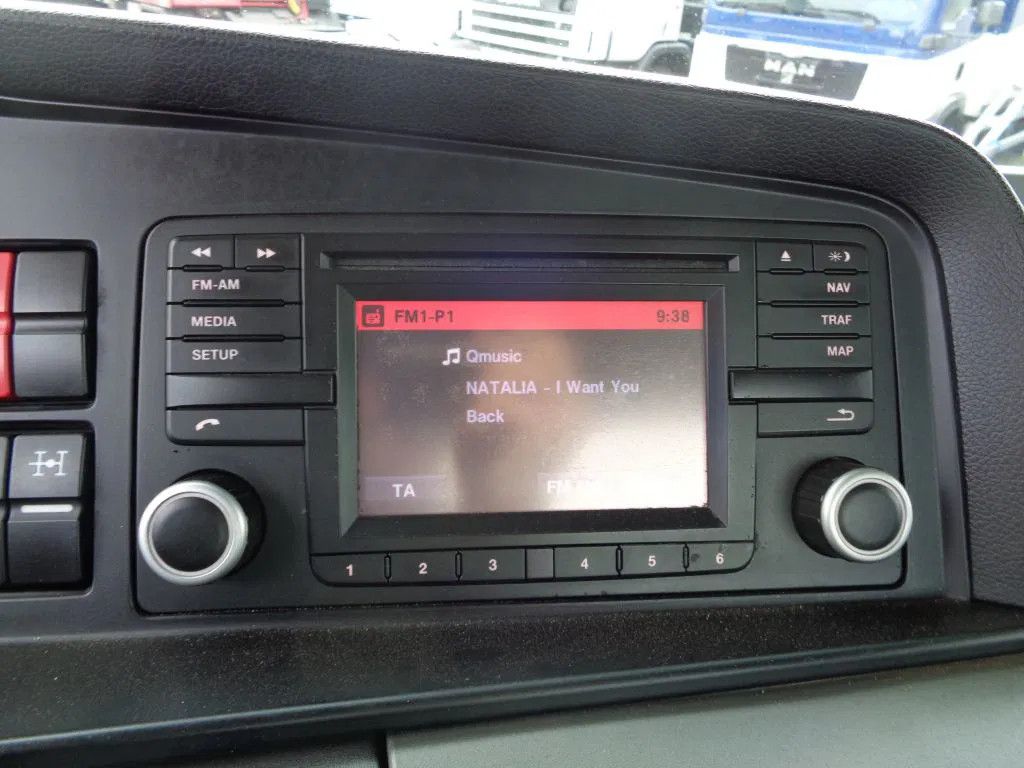 MAN
FM-AM
MEDIA
SETUP
NAV
TRAF
MAP
FM1-P1 9:38
Qmusic
NATALIA - I Want You
Back
TA
1 2 3 4 5 6